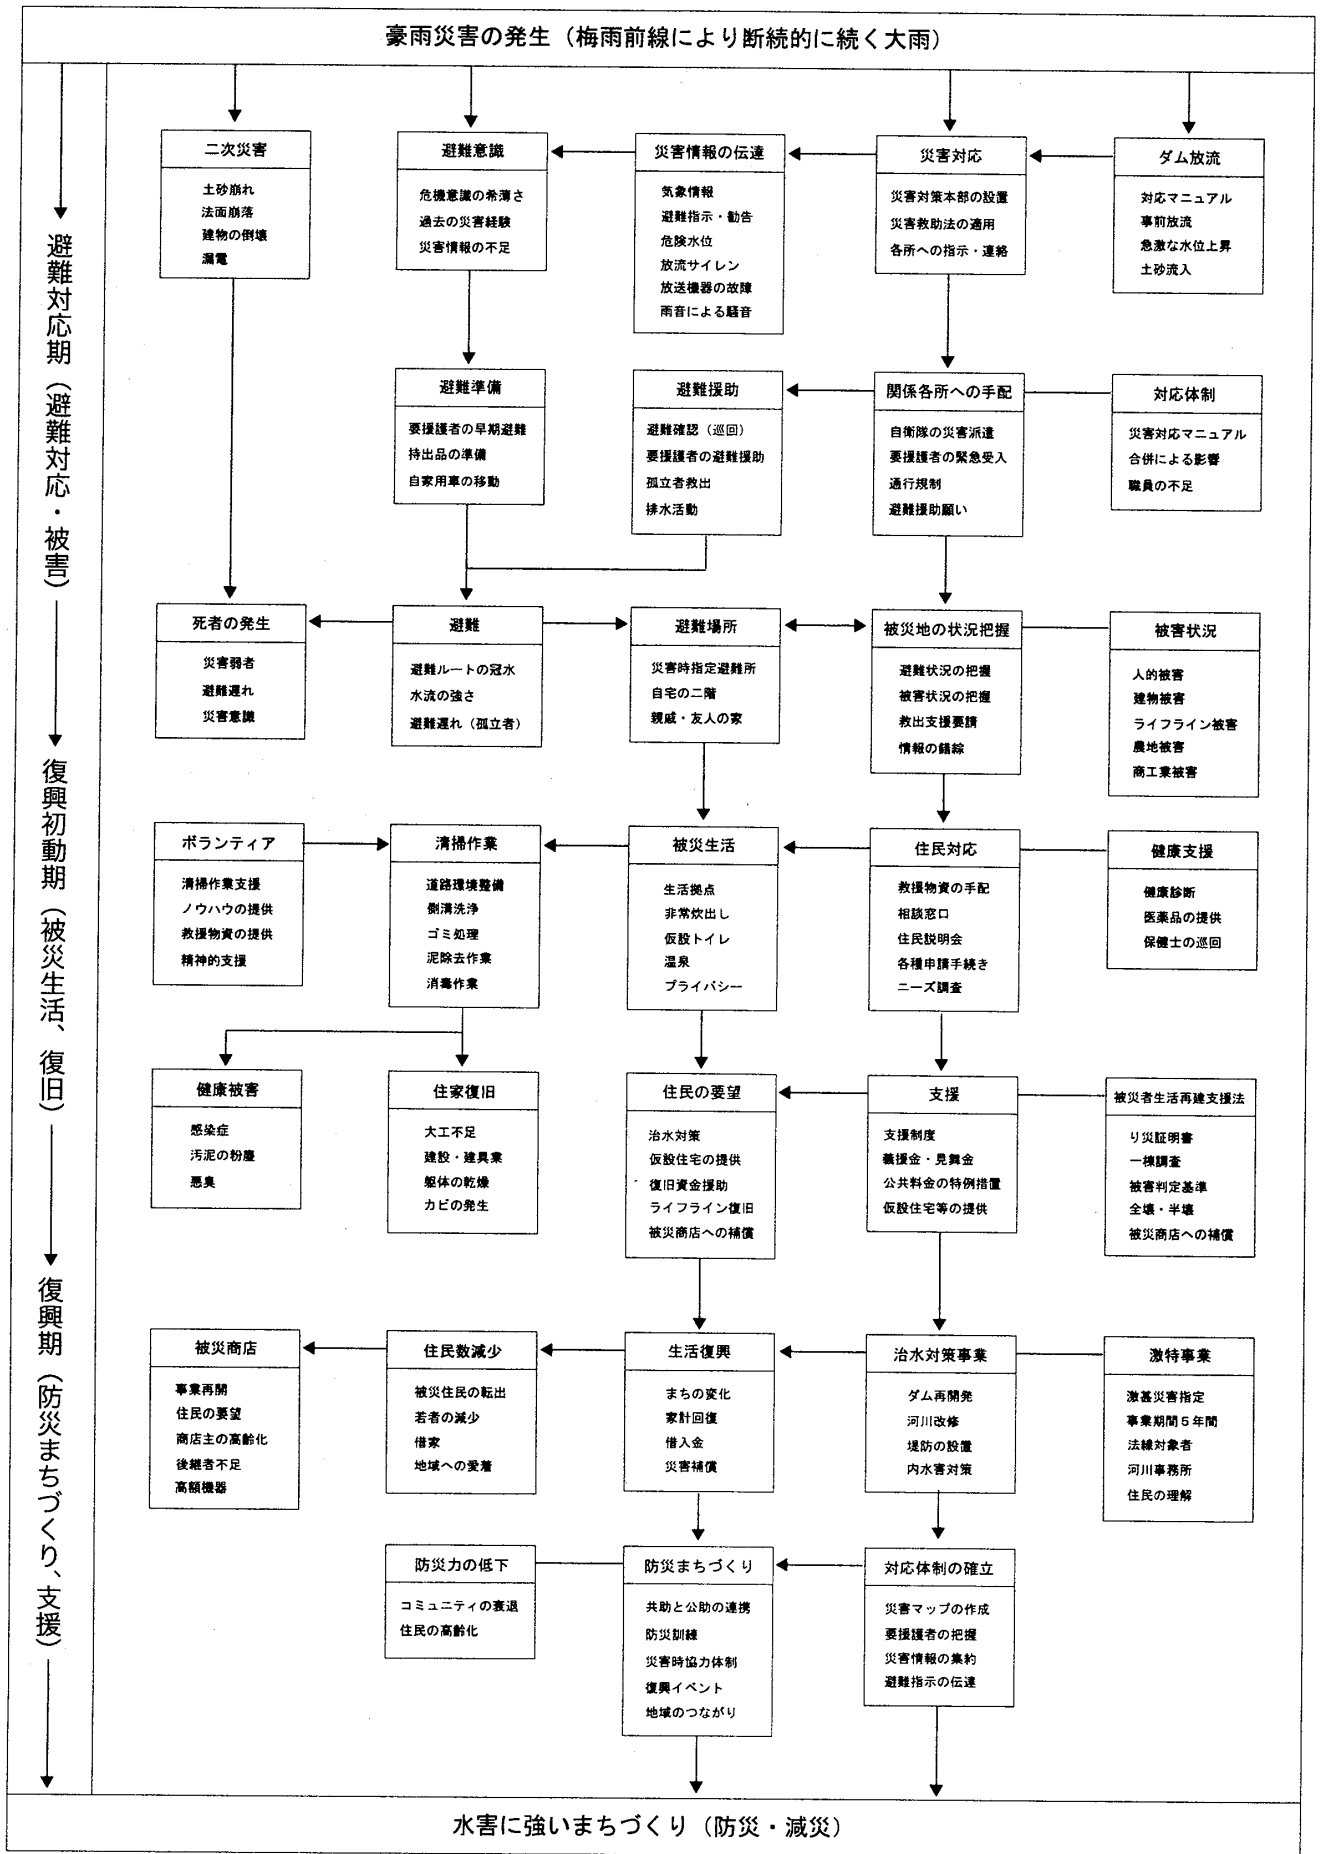 豪雨災害の発生（梅雨前線により断続的に続く大雨）
避難対応期（避難対応・被害）
復興初動期（被災生活、復旧）
復興期（防災まちづくり、支援）
二次災害
土砂崩れ
法面崩落
建物の倒壊
漏電
避難意識
危機意識の希薄さ
過去の災害経験
災害情報の不足
災害情報の伝達
気象情報
避難指示・勧告
危険水位
放流サイレン
放送機器の故障
雨音による騒音
災害対応
災害対策本部の設置
災害救助法の適用
各所への指示・連絡
ダム放流
対応マニュアル
事前放流
急激な水位上昇
土砂流入
避難準備
要援護者の早期避難
持出品の準備
自家用車の移動
避難援助
避難確認（巡回）
要援護者の避難援助
孤立者救出
排水活動
関係各所への手配
自衛隊の災害派遣
要援護者の緊急受入
通行規制
避難援助願い
対応体制
災害対応マニュアル
合併による影響
職員の不足
死者の発生
災害弱者
避難遅れ
災害意識
避難
避難ルートの冠水
水流の強さ
避難遅れ（孤立者）
避難場所
災害時指定避難所
自宅の二階
親戚・友人の家
被災地の状況把握
避難状況の把握
被害状況の把握
救出支援要請
情報の錯綜
被害状況
人的被害
建物被害
ライフライン被害
農地被害
商工業被害
ボランティア
清掃作業支援
ノウハウの提供
救援物資の提供
精神的支援
清掃作業
道路環境整備
側溝洗浄
ゴミ処理
泥除去作業
消毒作業
被災生活
生活拠点
非常炊出し
仮設トイレ
温泉
プライバシー
住民対応
救援物資の手配
相談窓口
住民説明会
各種申請手続き
ニーズ調査
健康支援
健康診断
医薬品の提供
保健士の巡回
健康被害
感染症
汚泥の粉塵
悪臭
住家復旧
大工不足
建設・建具業
躯体の乾燥
カビの発生
住民の要望
治水対策
仮設住宅の提供
復旧資金援助
ライフライン復旧
被災商店への補償
支援
支援制度
義援金・見舞金
公共料金の特例措置
仮設住宅等の提供
被災者生活再建支援法
り災証明書
一棟調査
被害判定基準
全壊・半壊
被災商店への補償
被災商店
事業再開
住民の要望
商店主の高齢化
後継者不足
高額機器
住民数減少
被災住民の転出
若者の減少
借家
地域への愛着
生活復興
まちの変化
家計回復
借入金
災害補償
治水対策事業
ダム再開発
河川改修
堤防の設置
内水害対策
激特事業
激甚災害指定
事業期間５年間
法線対象者
河川事務所
住民の理解
防災力の低下
コミュニティの衰退
住民の高齢化
防災まちづくり
共助と公助の連携
防災訓練
災害時協力体制
復興イベント
地域のつながり
対応体制の確立
災害マップの作成
要援護者の把握
災害情報の集約
避難指示の伝達
水害に強いまちづくり（防災・減災）